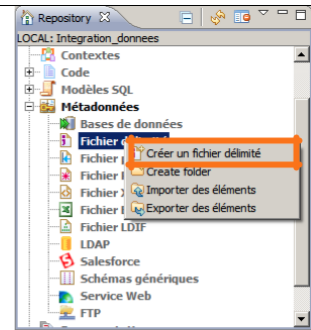 Repository
LOCAL: Integration_donnees
Contextes
Code
Modèles SQL
Métadonnées
Bases de données
Fichier
Créer un fichier délimité
Fichier
Create folder
Fichier
Importer des éléments
Fichier
Exporter des éléments
Fichier
Fichier LDIF
LDAP
Salesforce
Schémas génériques
Service Web
FTP